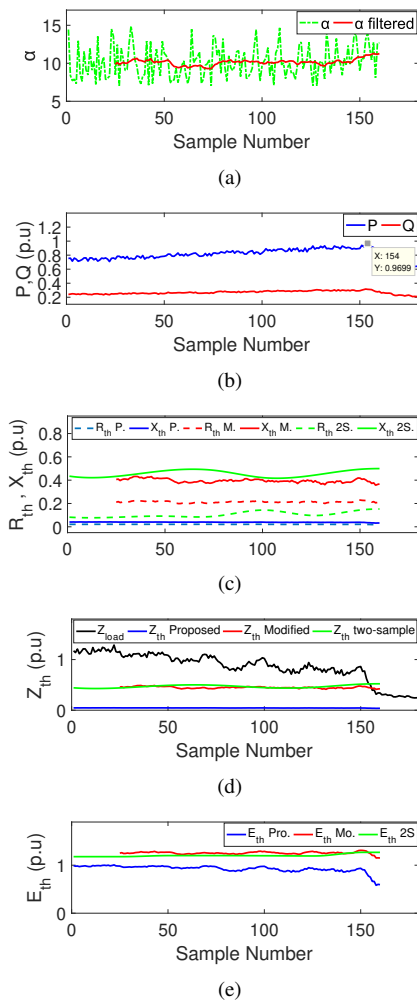 α α filtered
15
10
5
0 50 100 150
α
Sample Number
(a)
P Q
1.2
1
0.8
0.6
0.4
0.2
P,Q (p.u)
X: 154
Y: 0.9699
0 50 100 150
Sample Number
(b)
R_th P. X_th P. R_th M. X_th M. R_th 2S. X_th 2S.
0.8
0.6
0.4
0.2
0
R_th , X_th (p.u)
0 50 100 150
Sample Number
(c)
Z_load Z_th Proposed Z_th Modified Z_th two-sample
1
0
Z_th (p.u)
0 50 100 150
Sample Number
(d)
E_th Pro. E_th Mo. E_th 2S
1
0
E_th (p.u)
0 50 100 150
Sample Number
(e)